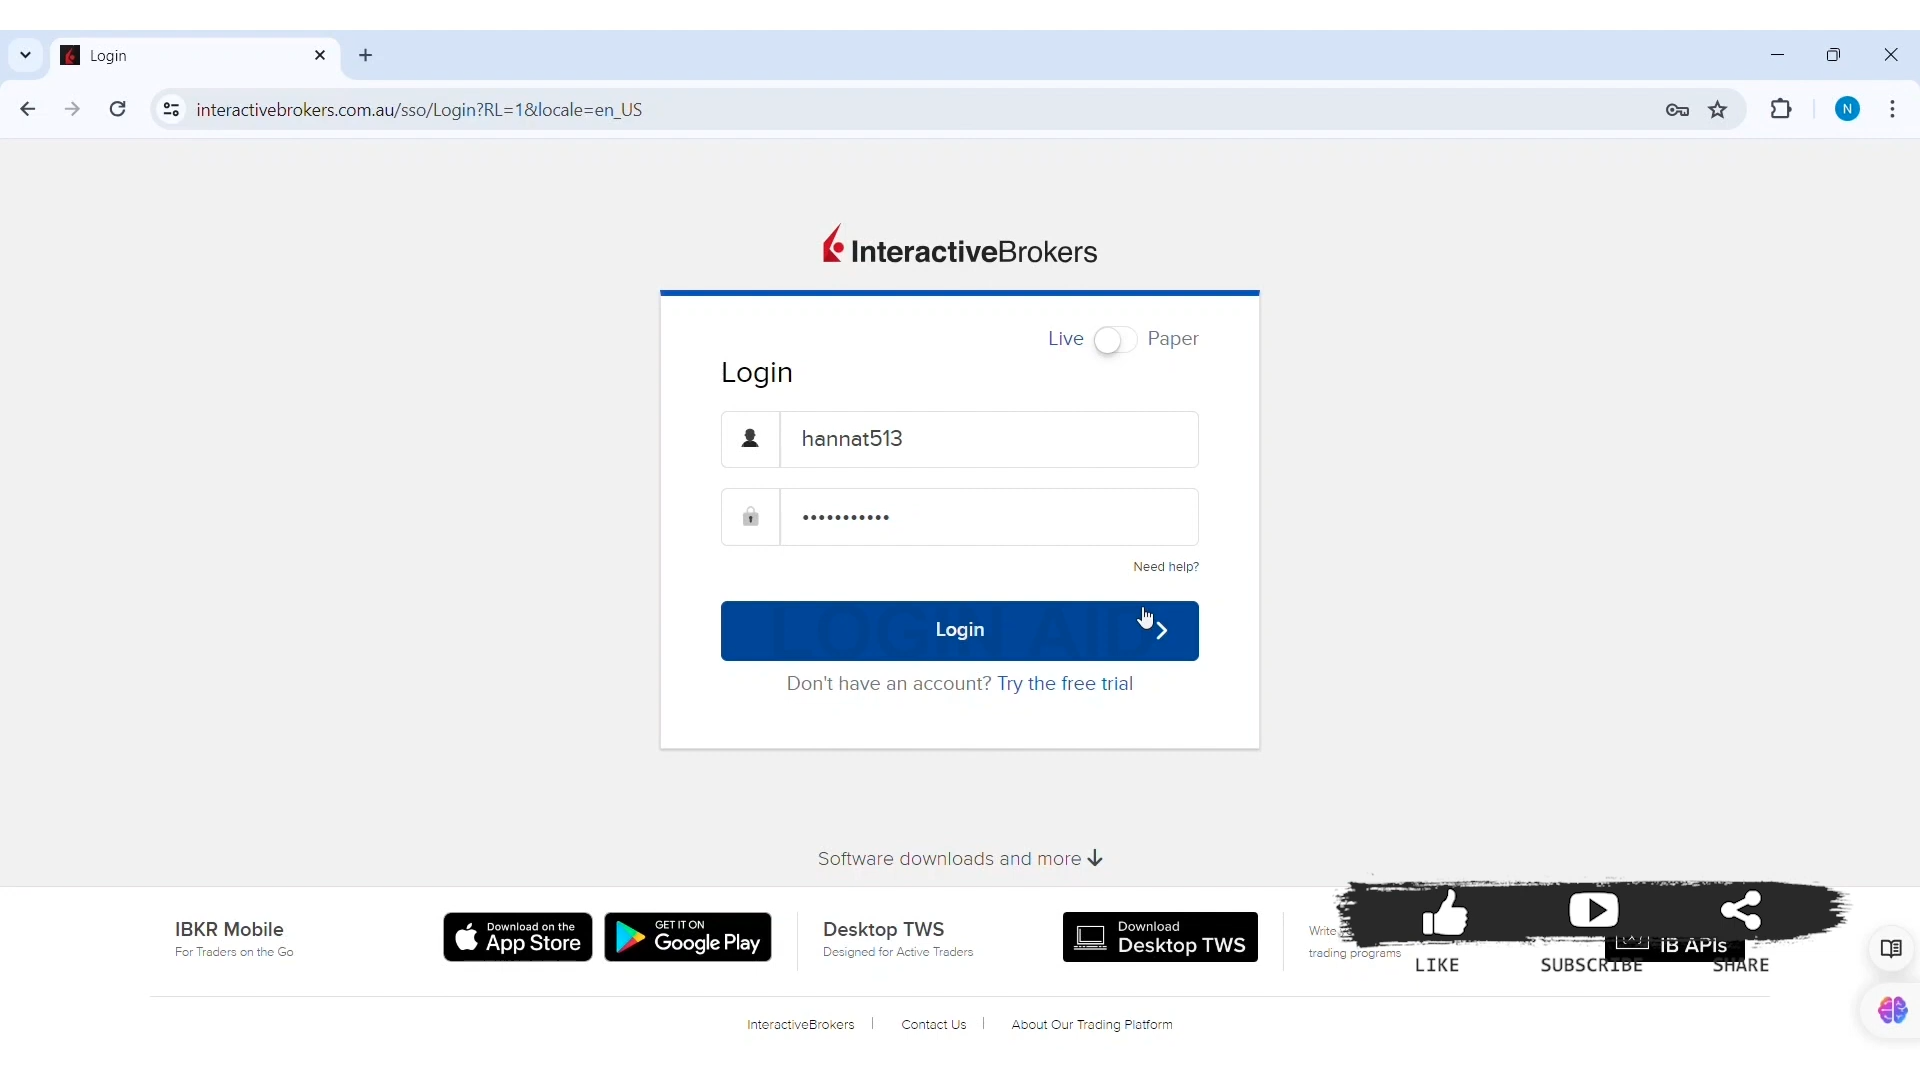 Login
interactivebrokers.com.au/sso/Login?RL=1&locale=en_US
N
InteractiveBrokers
Live Paper
Login
hannat513
•••••••••••
Need help?
LOGIN AID
Login
Don't have an account? Try the free trial
Software downloads and more
IBKR Mobile
For Traders on the Go
Download on the
App Store
GET IT ON
Google Play
Desktop TWS
Designed for Active Traders
Download
Desktop TWS
Write
trading programs
IB APIs
LIKE
SUBSCRIBE
SHARE
InteractiveBrokers
Contact Us
About Our Trading Platform